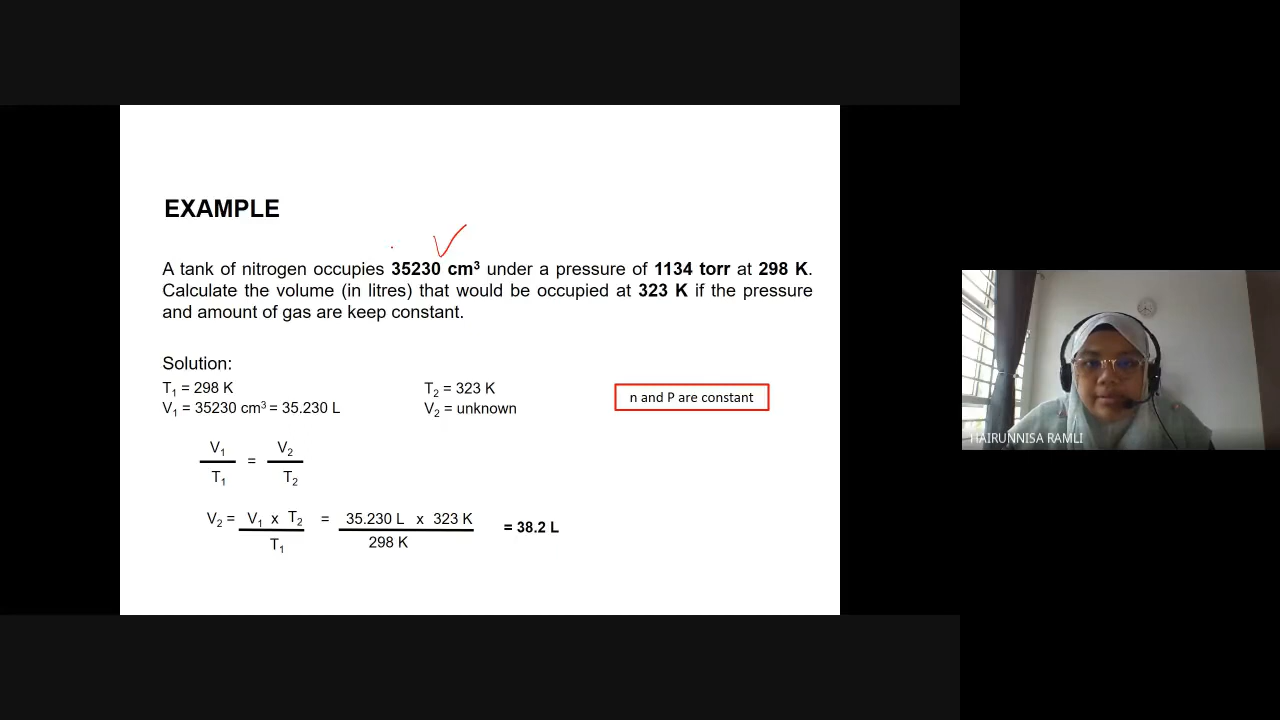 EXAMPLE
A tank of nitrogen occupies 35230 cm³ under a pressure of 1134 torr at 298 K.
Calculate the volume (in litres) that would be occupied at 323 K if the pressure
and amount of gas are keep constant.
Solution:
T₁ = 298 K
V₁ = 35230 cm³ = 35.230 L
T₂ = 323 K
V₂ = unknown
n and P are constant
V₁ = V₂
T₁ T₂
V₂ = V₁ x T₂ = 35.230 L x 323 K = 38.2 L
T₁ 298 K
HAIRUNNISA RAMLI